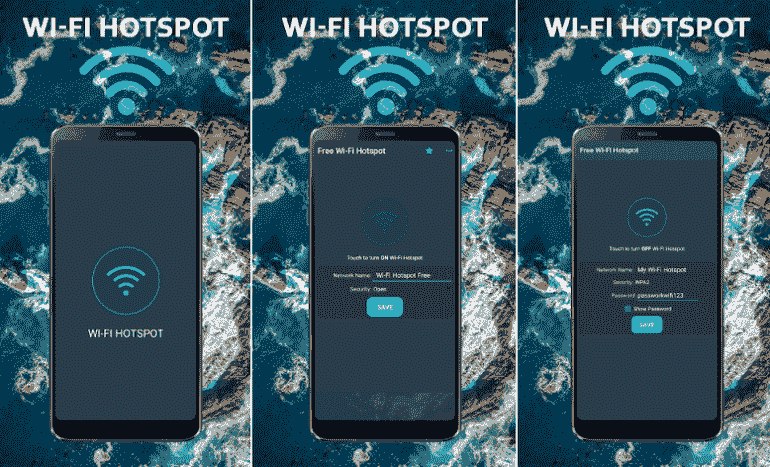 WI-FI HOTSPOT
WI-FI HOTSPOT
WI-FI HOTSPOT
WI-FI HOTSPOT
Free Wi-Fi Hotspot
Touch to turn ON Wi-Fi Hotspot
Network Name: Wi-Fi Hotspot Free
Security: Open
SAVE
Free Wi-Fi Hotspot
Touch to turn OFF Wi-Fi Hotspot
Network Name: My Wi-Fi Hotspot
Security: WPA2
Password: passworkwifi123
Show Password
SAVE